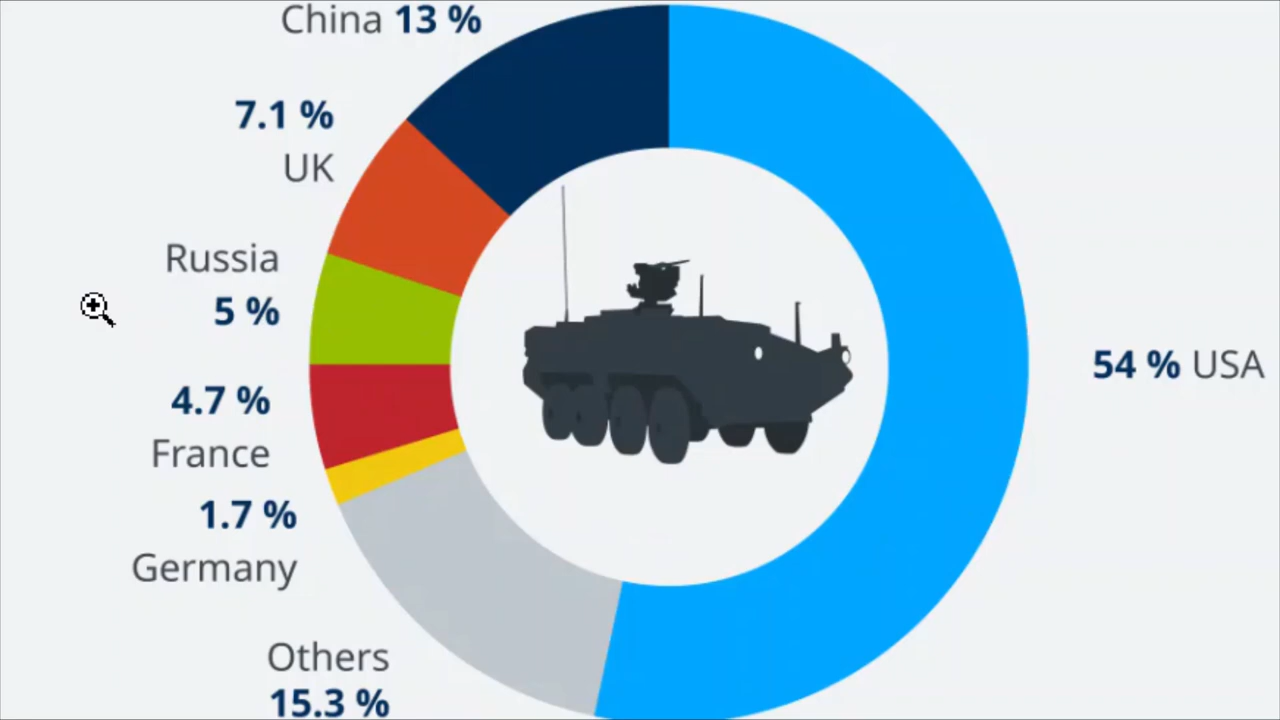 China 13 %
7.1 %
UK
Russia
5 %
54 % USA
4.7 %
France
1.7 %
Germany
Others
15.3 %